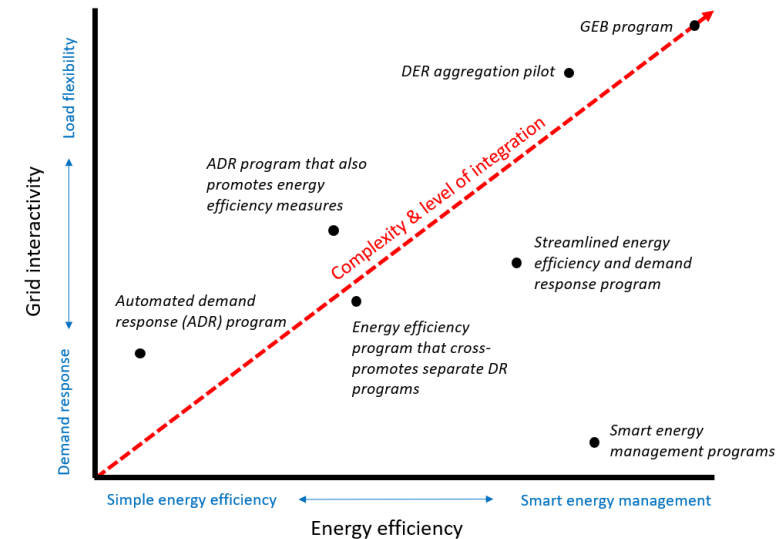 GEB program
DER aggregation pilot
Load flexibility
ADR program that also
promotes energy
efficiency measures
Complexity & level of integration
Grid interactivity
Streamlined energy
efficiency and demand
response program
Automated demand
response (ADR) program
Energy efficiency
program that cross-
promotes separate DR
programs
Demand response
Smart energy
management programs
Simple energy efficiency
Smart energy management
Energy efficiency